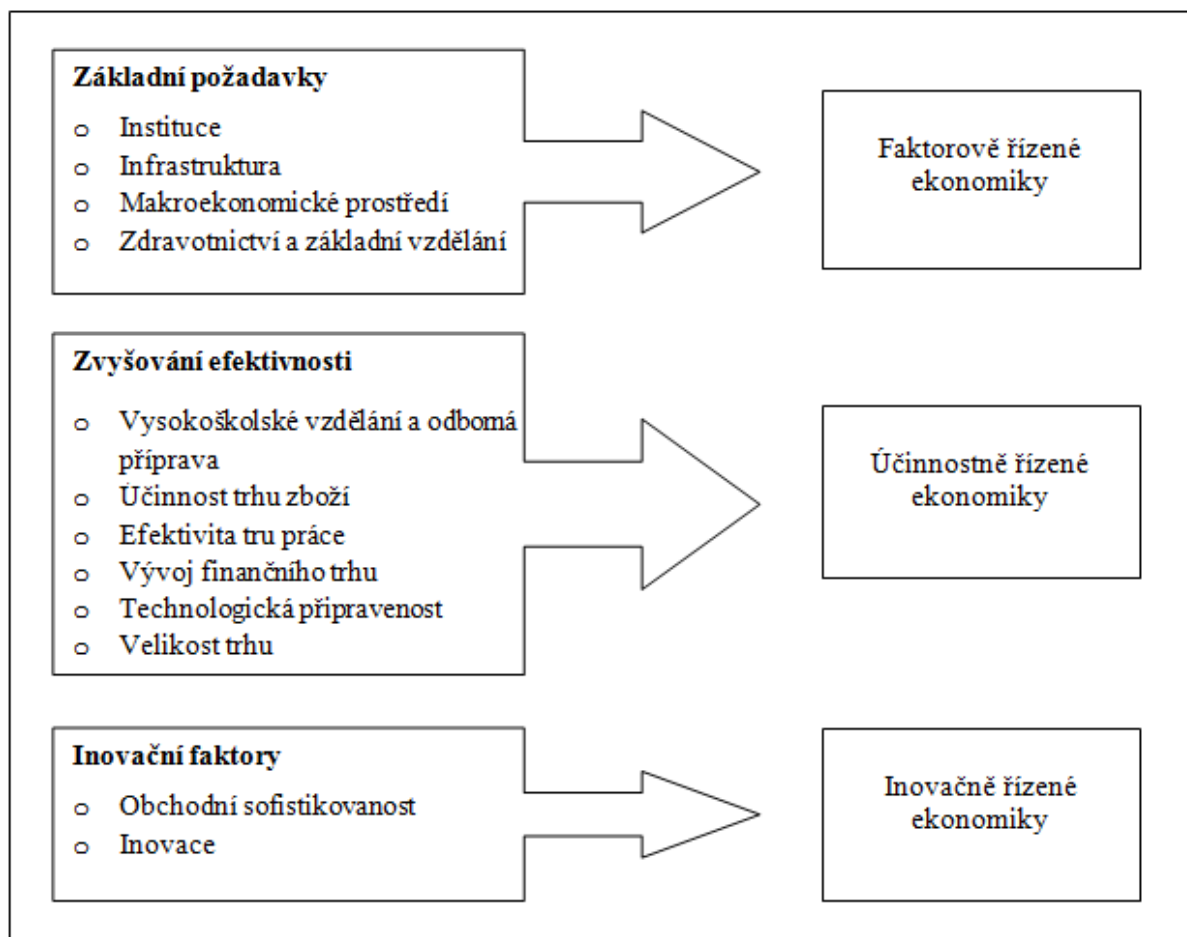 Základní požadavky
o Instituce
o Infrastruktura
o Makroekonomické prostředí
o Zdravotnictví a základní vzdělání
Faktorově řízené
ekonomiky
Zvyšování efektivnosti
o Vysokoškolské vzdělání a odborná
příprava
o Účinnost trhu zboží
o Efektivita tru práce
o Vývoj finančního trhu
o Technologická připravenost
o Velikost trhu
Účinnostně řízené
ekonomiky
Inovační faktory
o Obchodní sofistikovanost
o Inovace
Inovačně řízené
ekonomiky